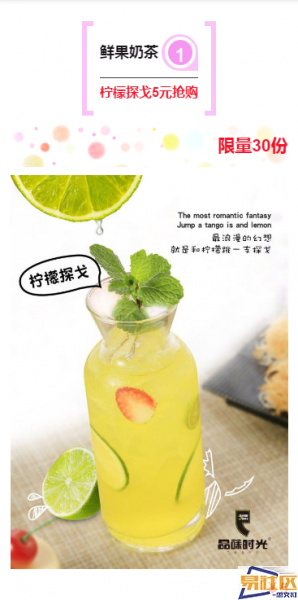 鲜果奶茶 1
柠檬探戈5元抢购
限量30份
The most romantic fantasy
Jump a tango is and lemon
最浪漫的幻想
就是和柠檬跳一支探戈
柠檬探戈
品味时光
易社区